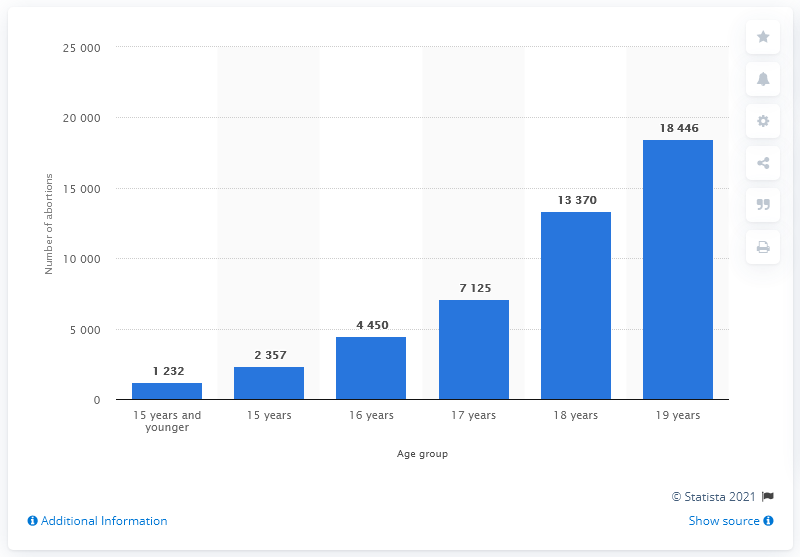 25 000
20 000
15 000
10 000
5 000
0
Number of abortions
1 232
2 357
4 450
7 125
13 370
18 446
15 years and
younger
15 years
16 years
17 years
18 years
19 years
Age group
© Statista 2021
Additional Information
Show source